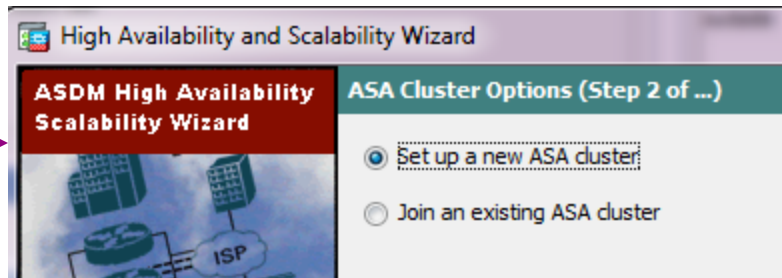 High Availability and Scalability Wizard
ASDM High Availability
Scalability Wizard
ASA Cluster Options (Step 2 of ...)
Set up a new ASA cluster
Join an existing ASA cluster
ISP